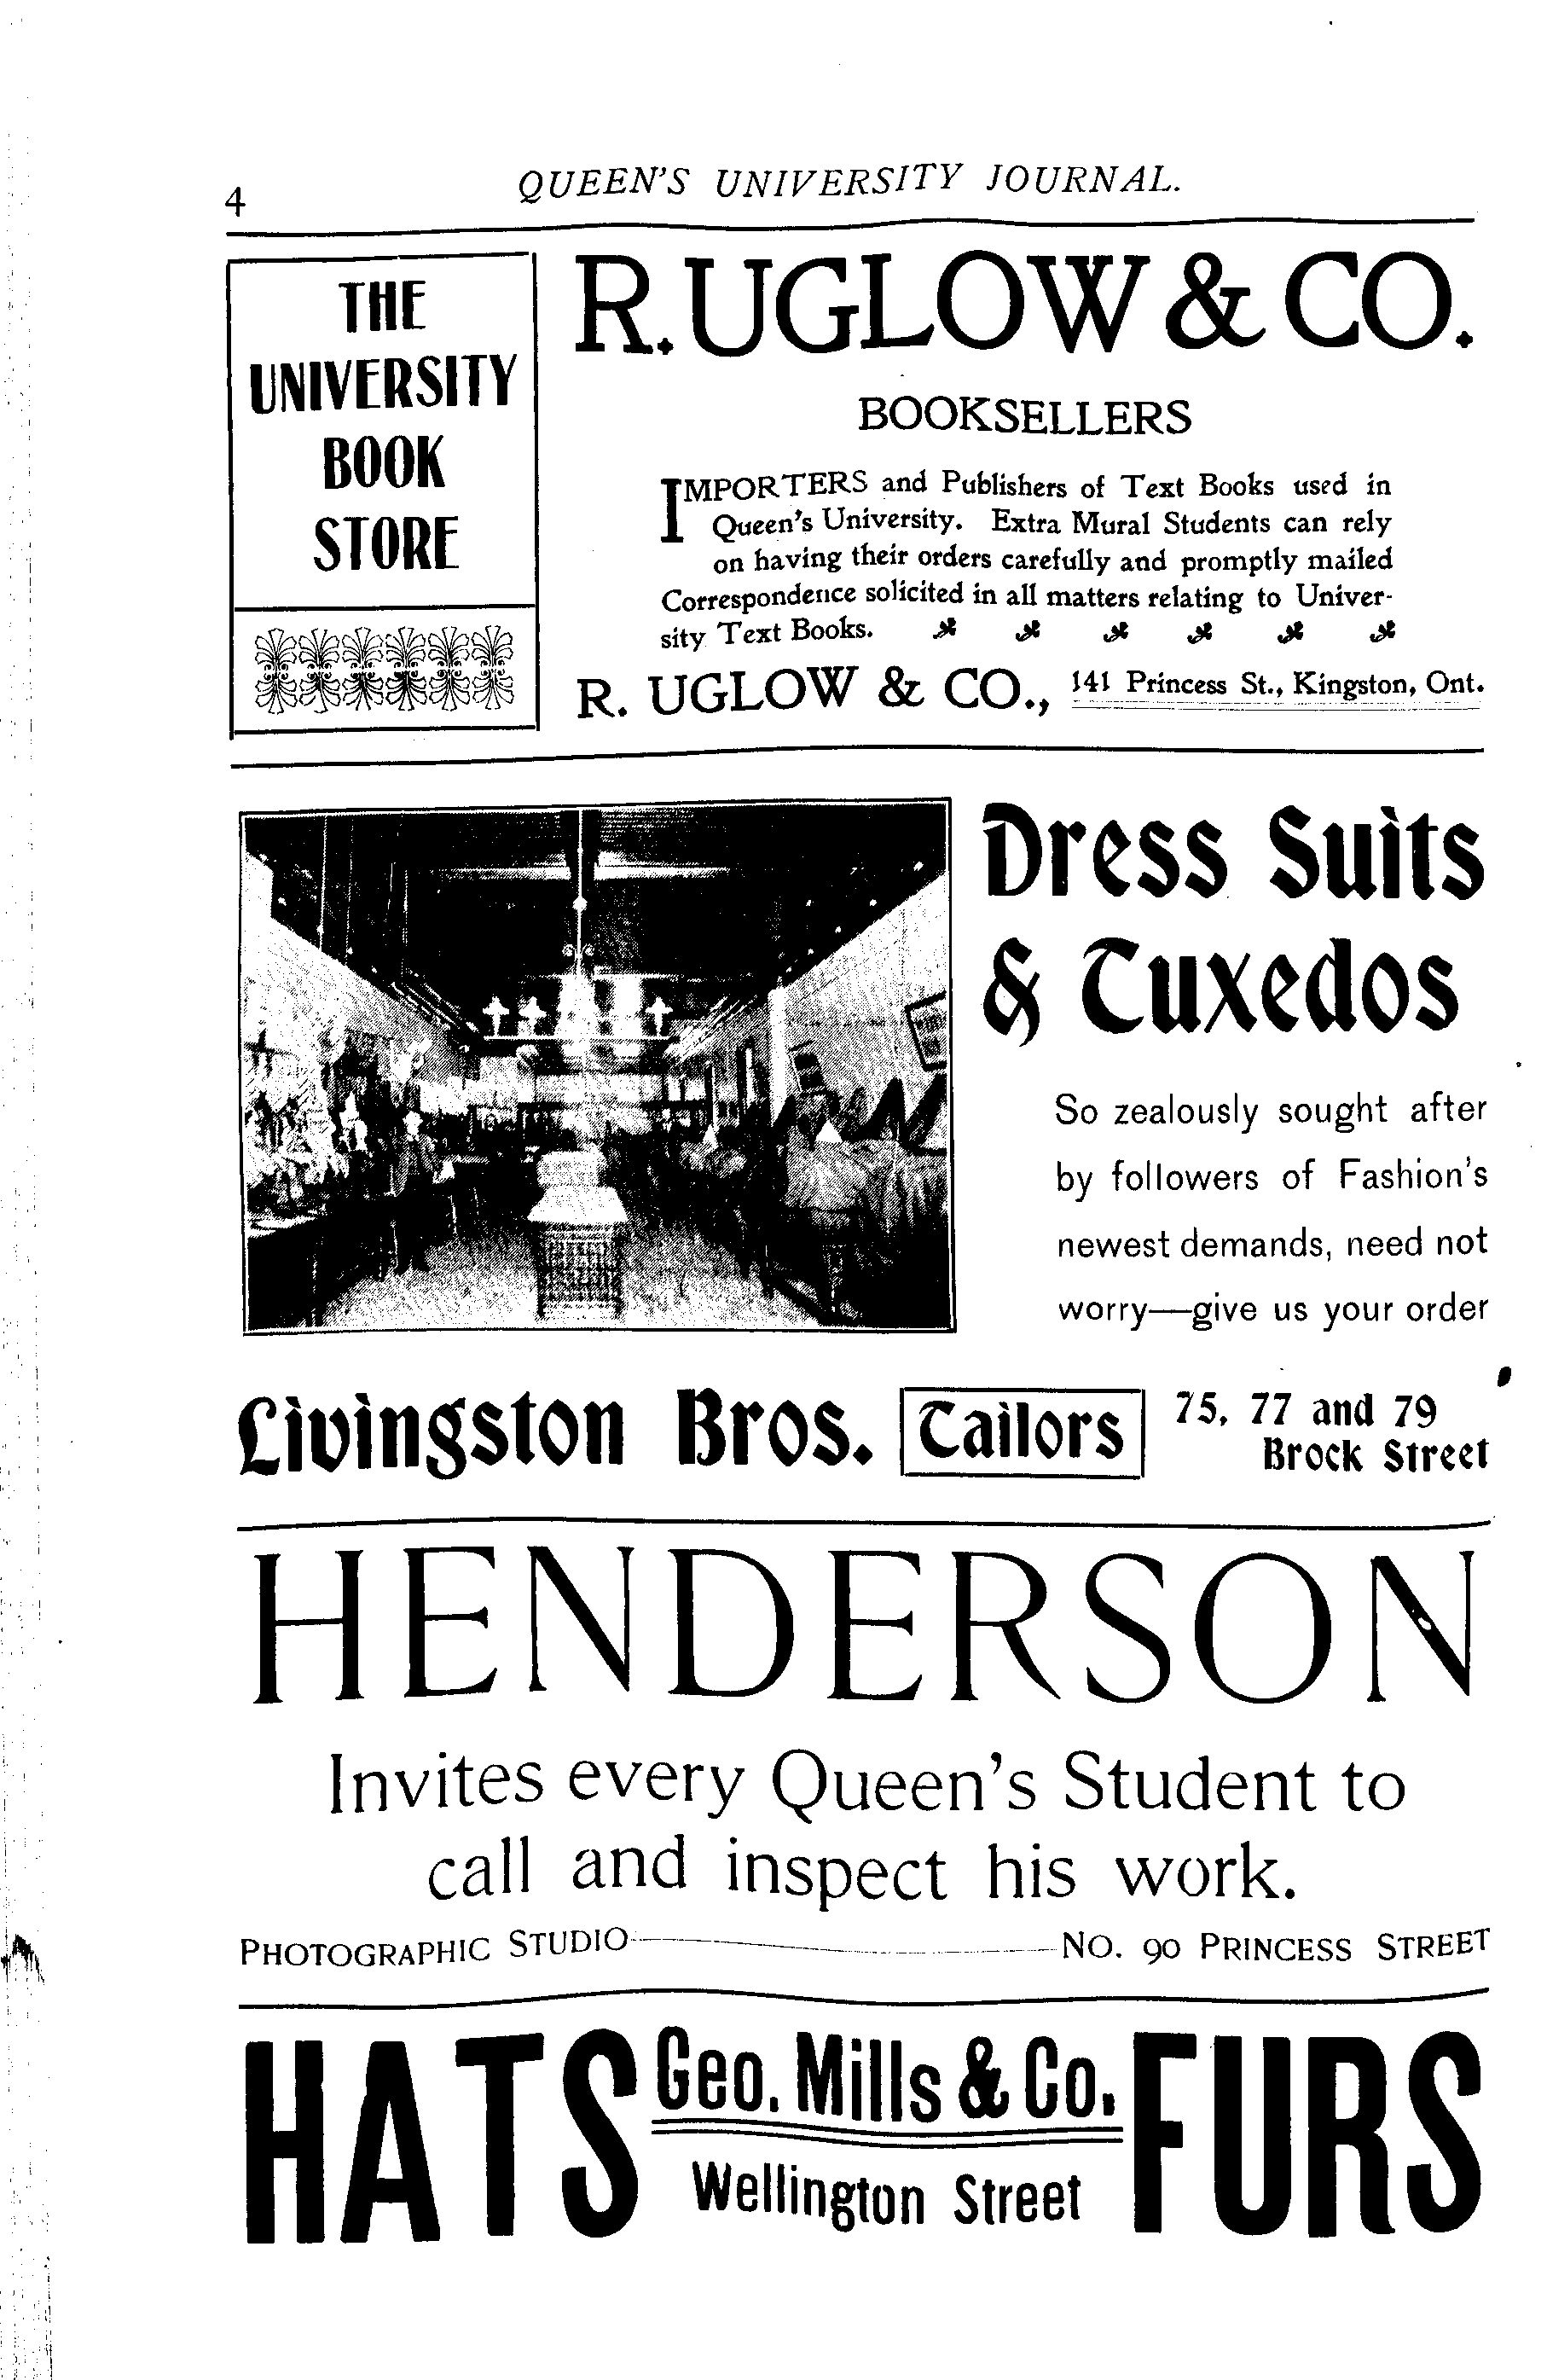 4
QUEEN'S UNIVERSITY JOURNAL.
THE
UNIVERSITY
BOOK
STORE
R. UGLOW & CO.
BOOKSELLERS
IMPORTERS and Publishers of Text Books used in
Queen's University. Extra Mural Students can rely
on having their orders carefully and promptly mailed
Correspondence solicited in all matters relating to Univer-
sity Text Books.
R. UGLOW & CO., 141 Princess St., Kingston, Ont.
Dress Suits
& Tuxedos
So zealously sought after
by followers of Fashion's
newest demands, need not
worry—give us your order
Livingston Bros. Tailors 75, 77 and 79
Brock Street
HENDERSON
Invites every Queen's Student to
call and inspect his work.
PHOTOGRAPHIC STUDIO — NO. 90 PRINCESS STREET
HATS Geo. Mills & Co. FURS
Wellington Street